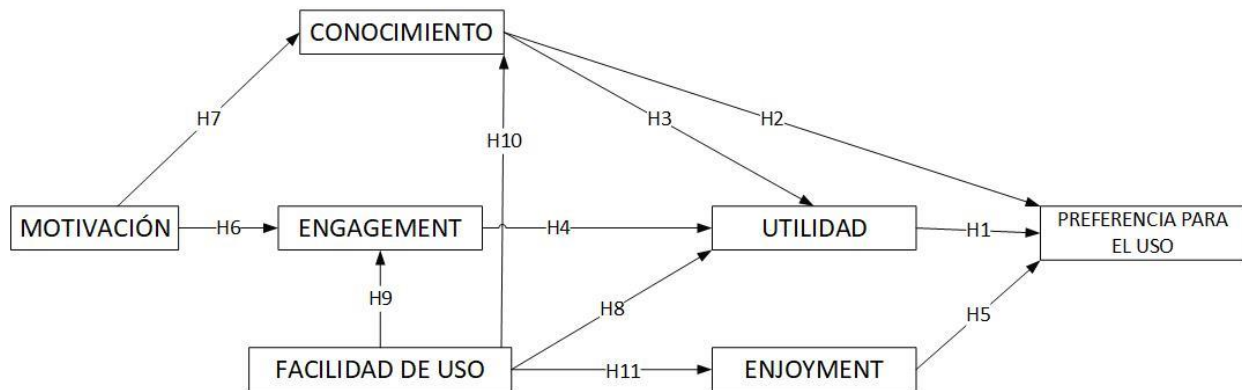 CONOCIMIENTO
H7
H3
H2
H10
MOTIVACIÓN
H6
ENGAGEMENT
H4
UTILIDAD
H1
PREFERENCIA PARA
EL USO
H9
H8
H5
FACILIDAD DE USO
H11
ENJOYMENT